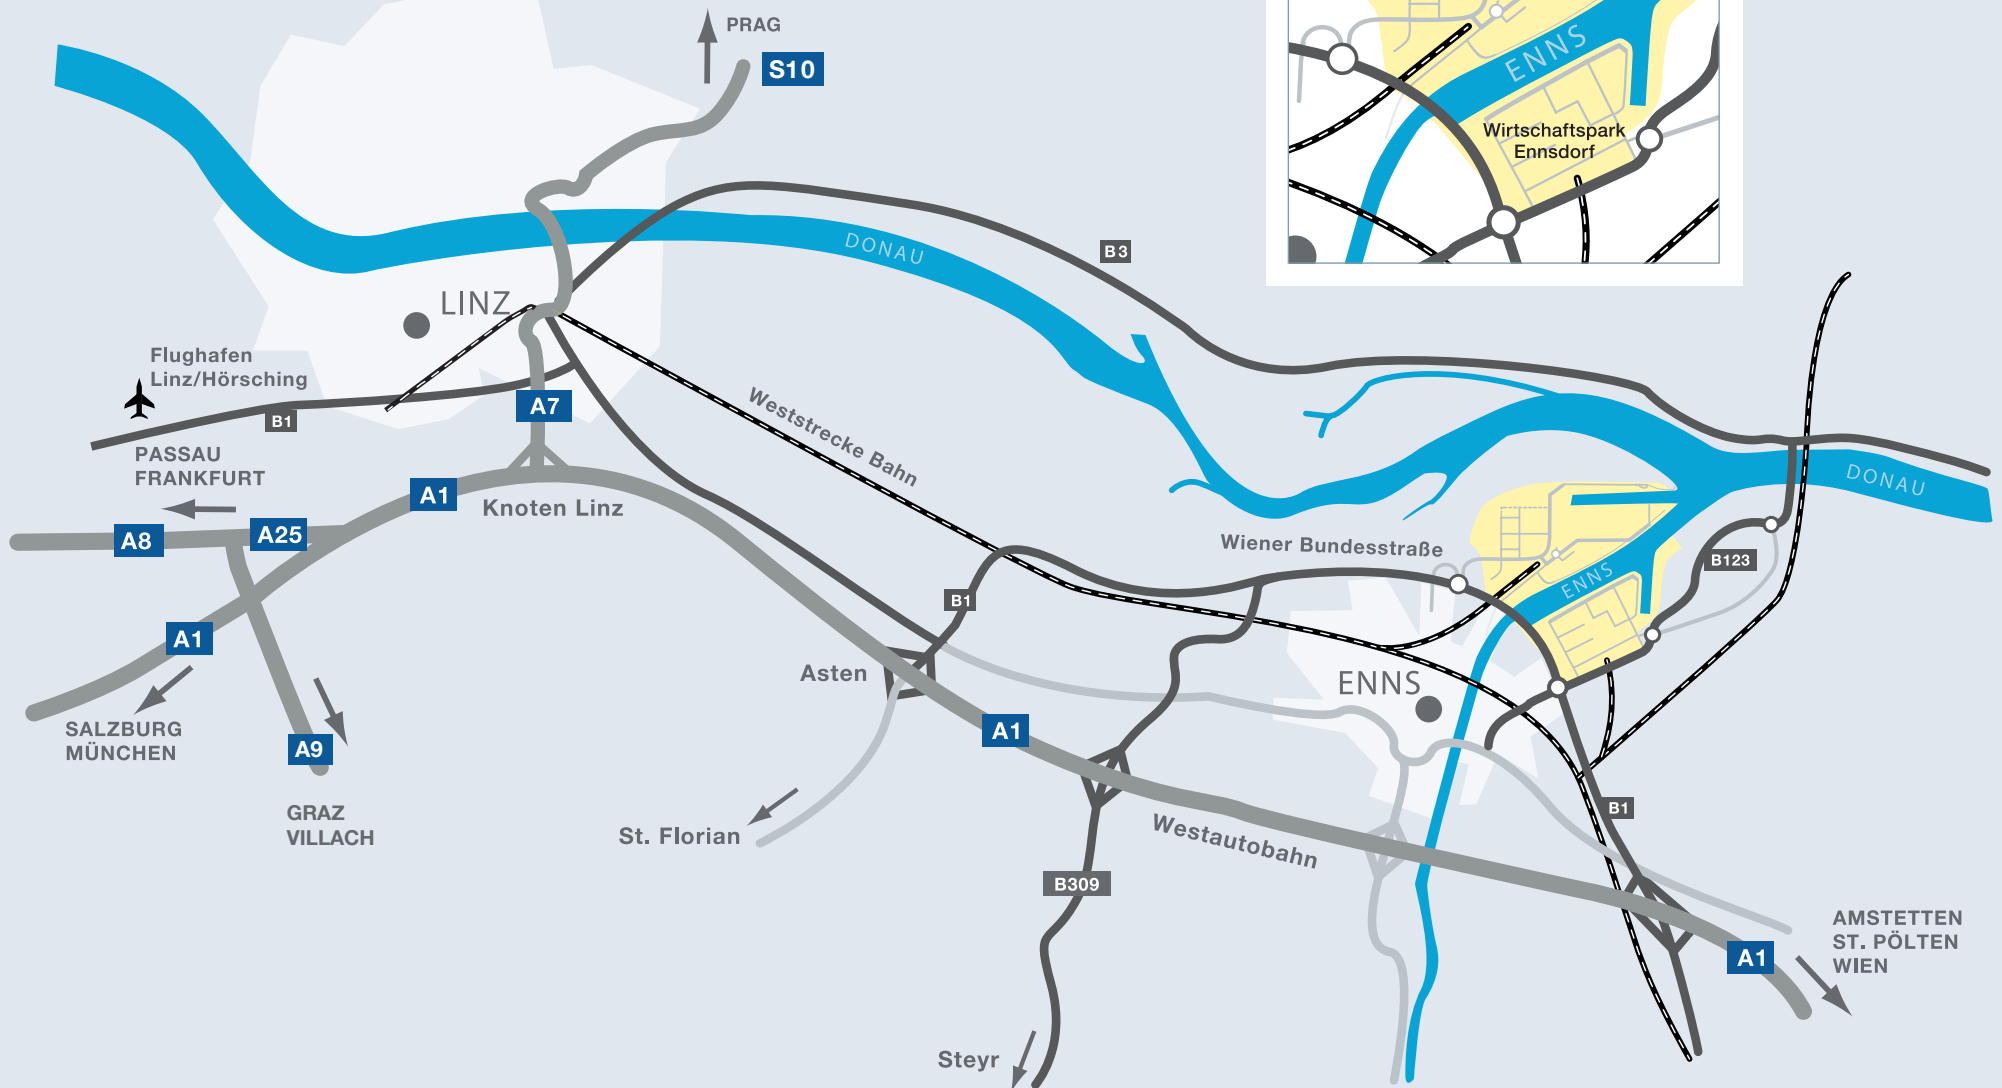 PRAG
S10
ENNS
Wirtschaftspark
Ennsdorf
DONAU
B3
LINZ
Flughafen
Linz/Hörsching
B1
A7
PASSAU
FRANKFURT
A1
Knoten Linz
A8
A25
Weststrecke Bahn
DONAU
Wiener Bundesstraße
B123
ENNS
B1
A1
Asten
ENNS
SALZBURG
MÜNCHEN
A9
A1
GRAZ
VILLACH
St. Florian
Westautobahn
B1
B309
AMSTETTEN
ST. PÖLTEN
WIEN
A1
Steyr